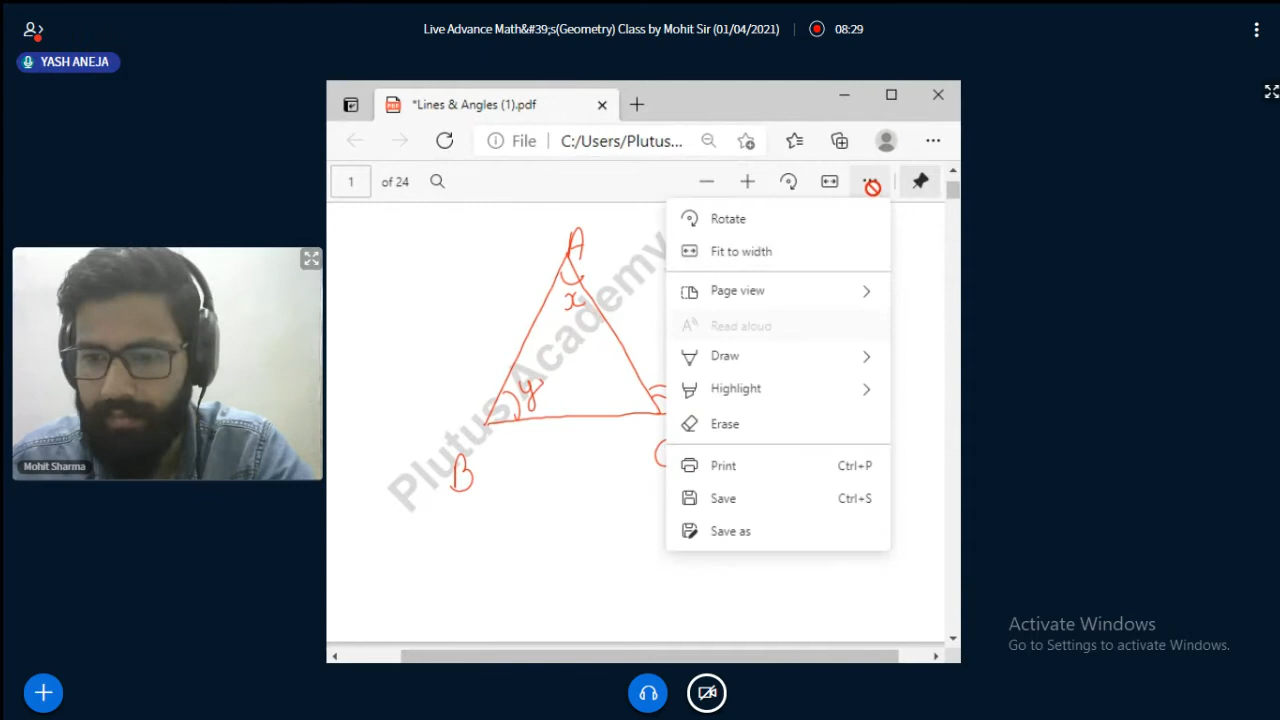 Live Advance Math&#39;s(Geometry) Class by Mohit Sir (01/04/2021)
08:29
YASH ANEJA
*Lines & Angles (1).pdf
File
C:/Users/Plutus...
1
of 24
Rotate
Fit to width
Page view
Read aloud
Draw
Highlight
Erase
Print Ctrl+P
Save Ctrl+S
Save as
A
x
y
B
C
Plutus Academy
Mohit Sharma
Activate Windows
Go to Settings to activate Windows.